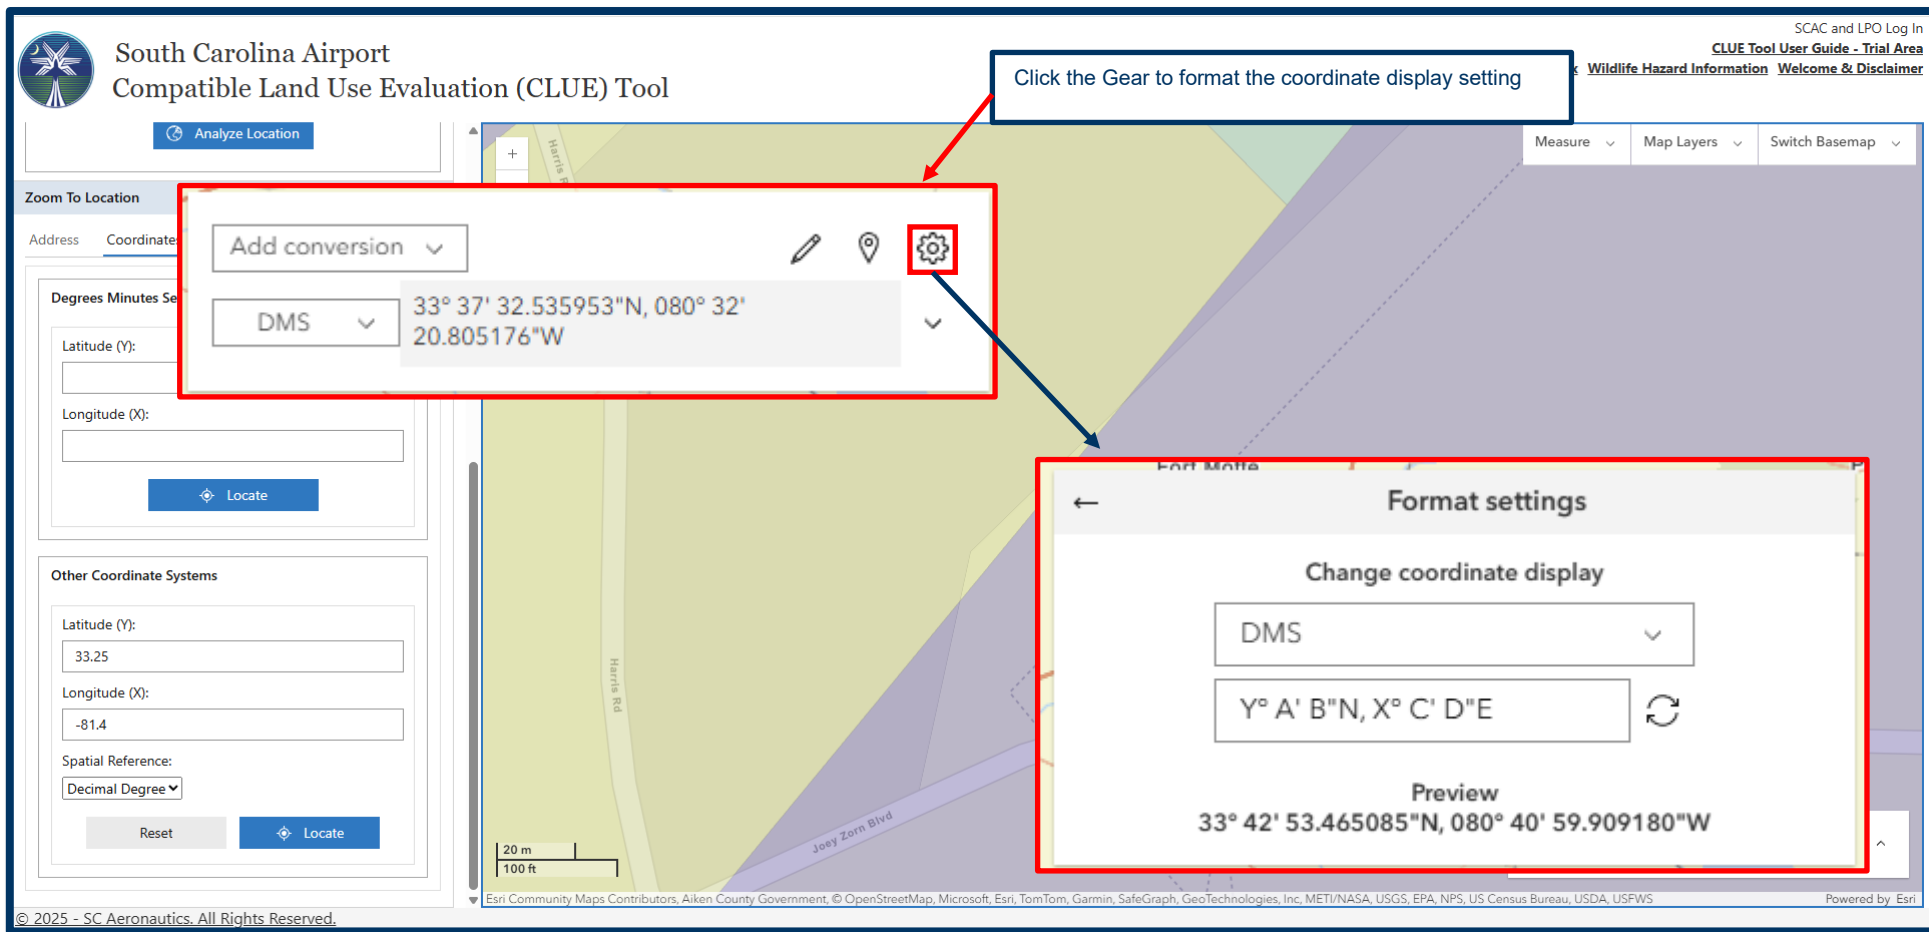 SCAC and LPO Log In
South Carolina Airport
Compatible Land Use Evaluation (CLUE) Tool
CLUE Tool User Guide - Trial Area
Wildlife Hazard Information Welcome & Disclaimer
Click the Gear to format the coordinate display setting
Analyze Location
Zoom To Location
Address Coordinates
Degrees Minutes Se
Latitude (Y):
Longitude (X):
Locate
Other Coordinate Systems
Latitude (Y):
33.25
Longitude (X):
-81.4
Spatial Reference:
Decimal Degree
Reset Locate
+
Harris R
Measure Map Layers Switch Basemap
Add conversion
DMS
33° 37' 32.535953"N, 080° 32'
20.805176"W
Harris Rd
Joey Zorn Blvd
Fort Motte
P
← Format settings
Change coordinate display
DMS
Y° A' B"N, X° C' D"E
Preview
33° 42' 53.465085"N, 080° 40' 59.909180"W
20 m
100 ft
Esri Community Maps Contributors, Aiken County Government, © OpenStreetMap, Microsoft, Esri, TomTom, Garmin, SafeGraph, GeoTechnologies, Inc, METI/NASA, USGS, EPA, NPS, US Census Bureau, USDA, USFWS
Powered by Esri
© 2025 - SC Aeronautics. All Rights Reserved.